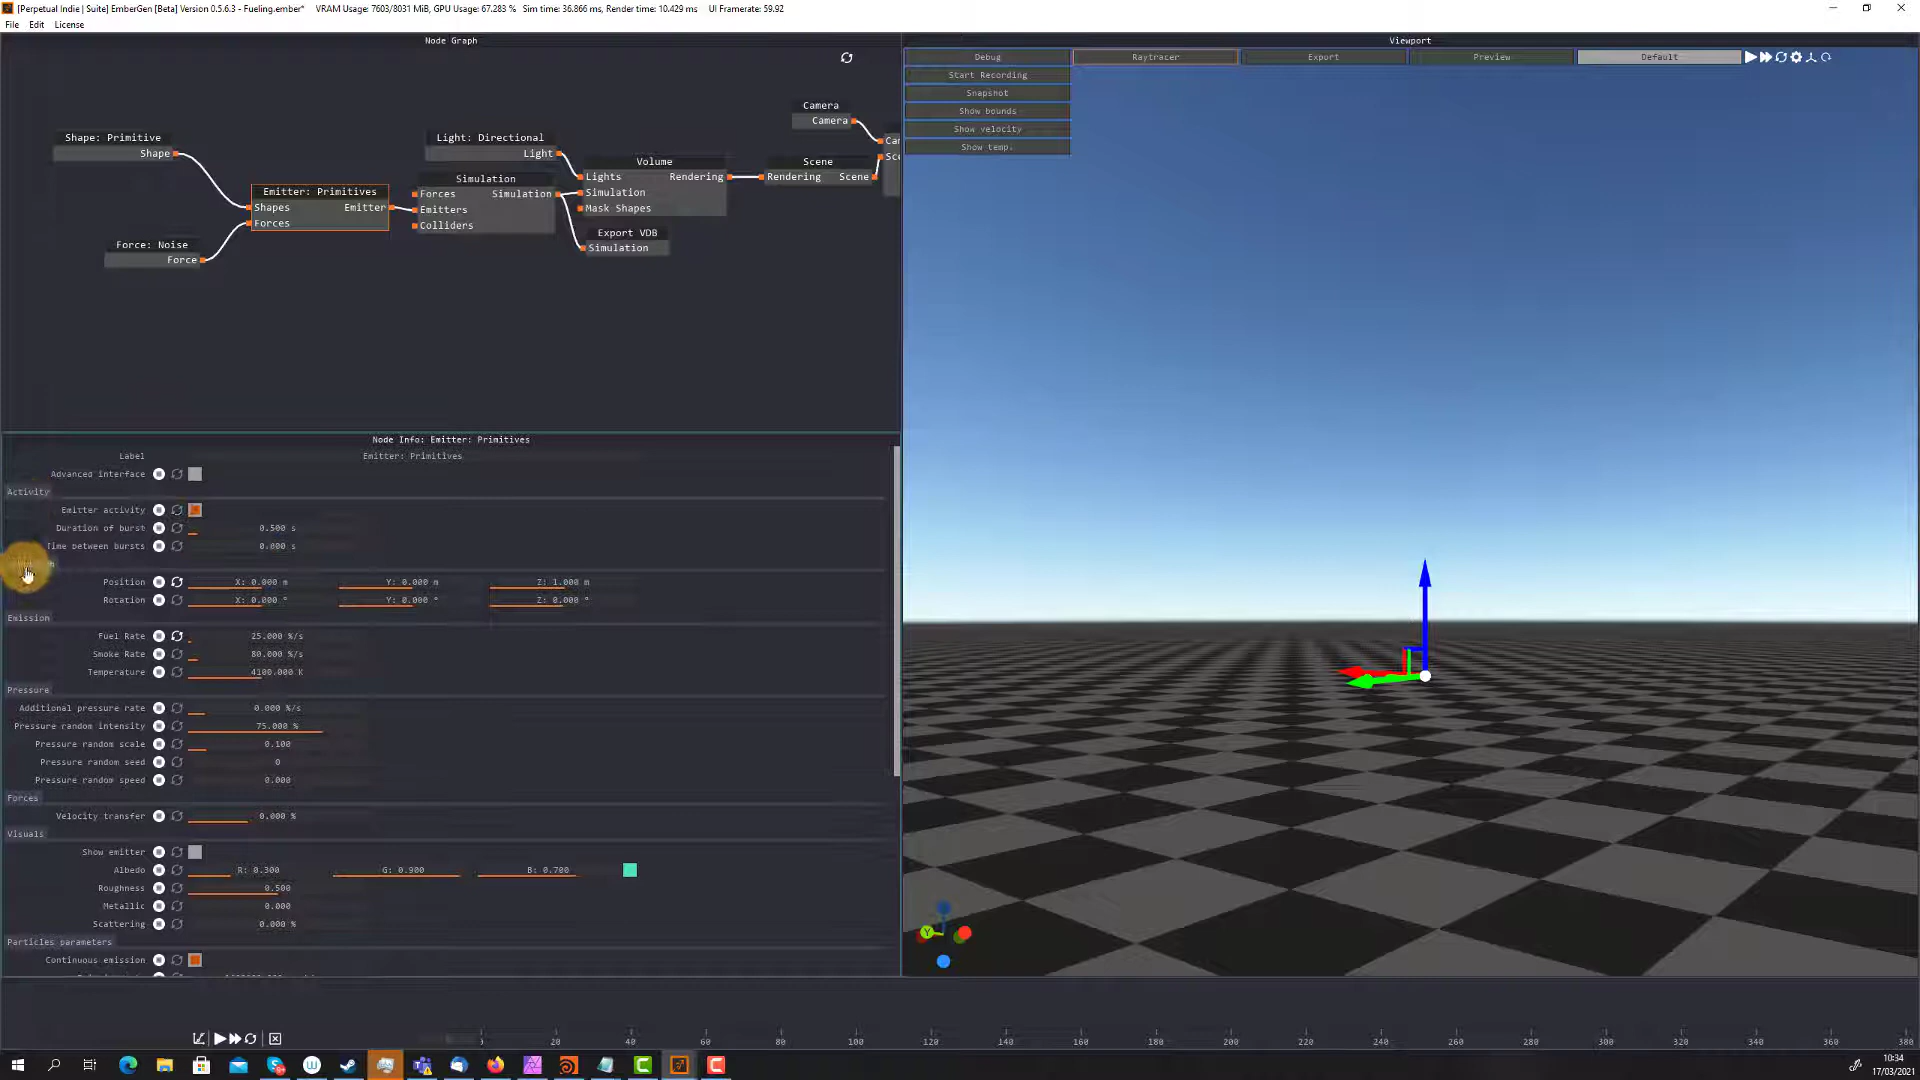 [Perpetual Indie | Suite] EmberGen [Beta] Version 0.5.6.3 - Fueling.ember* VRAM Usage: 7603/8031 MiB, GPU Usage: 67.283 % Sim time: 36.866 ms, Render time: 10.429 ms UI Framerate: 59.92
File Edit License
Node Graph
Shape: Primitive
Shape
Emitter: Primitives
Shapes Emitter
Forces
Force: Noise
Force
Light: Directional
Light
Simulation
Forces Simulation
Emitters
Colliders
Volume
Lights Rendering
Simulation
Mask Shapes
Export VDB
Simulation
Scene
Rendering Scene
Camera
Camera
Viewport
Debug Raytracer Export Preview Default
Start Recording
Snapshot
Show bounds
Show velocity
Show temp.
Node Info: Emitter: Primitives
Label Emitter: Primitives
Advanced interface
Activity
Emitter activity
Duration of burst 0.500 s
Time between bursts 0.000 s
Position X: 0.000 m Y: 0.000 m Z: 1.000 m
Rotation X: 0.000 ° Y: 0.000 ° Z: 0.000 °
Emission
Fuel Rate 25.000 %/s
Smoke Rate 80.000 %/s
Temperature 4100.000 K
Pressure
Additional pressure rate 0.000 %/s
Pressure random intensity 75.000 %
Pressure random scale 0.100
Pressure random seed 0
Pressure random speed 0.000
Forces
Velocity transfer 0.000 %
Visuals
Show emitter
Albedo R: 0.300 G: 0.900 B: 0.700
Roughness 0.500
Metallic 0.000
Scattering 0.000 %
Particles parameters
Continuous emission
Y
20 40 60 80 100 120 140 160 180 200 220 240 260 280 300 320 340 360 380
10:34
17/03/2021